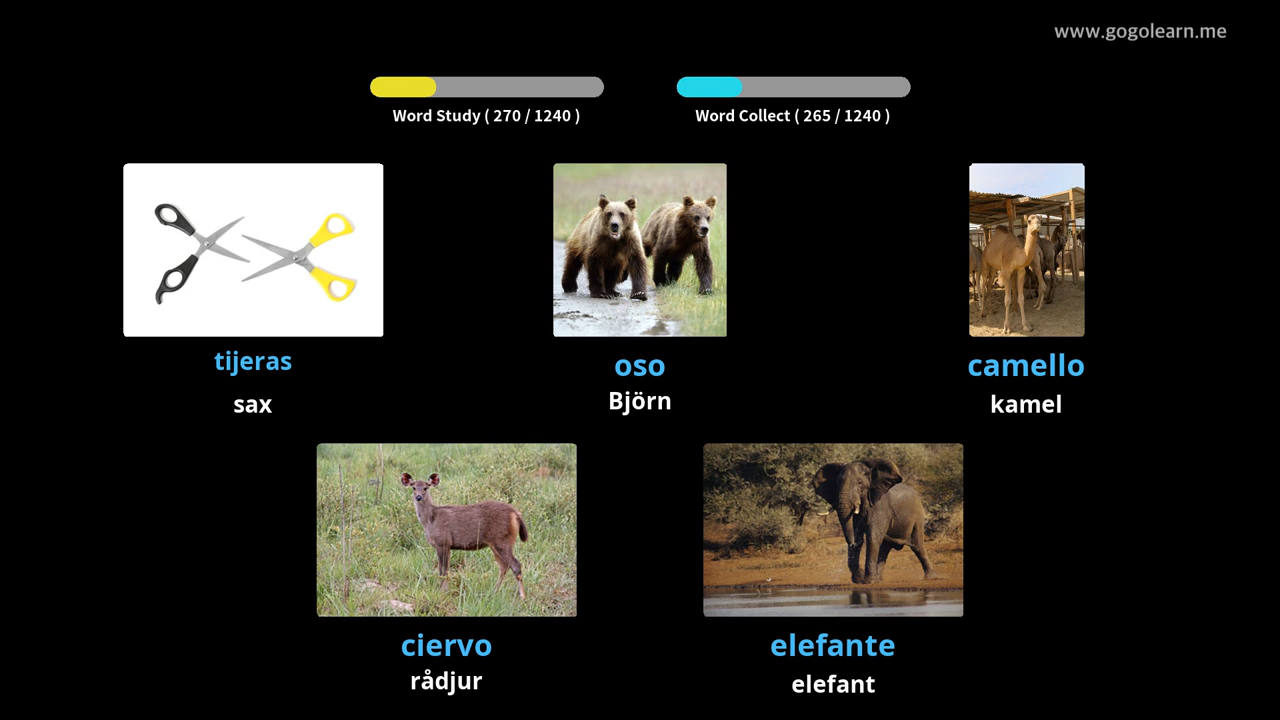 www.gogolearn.me
Word Study ( 270 / 1240 )
Word Collect ( 265 / 1240 )
tijeras
sax
oso
Björn
camello
kamel
ciervo
rådjur
elefante
elefant